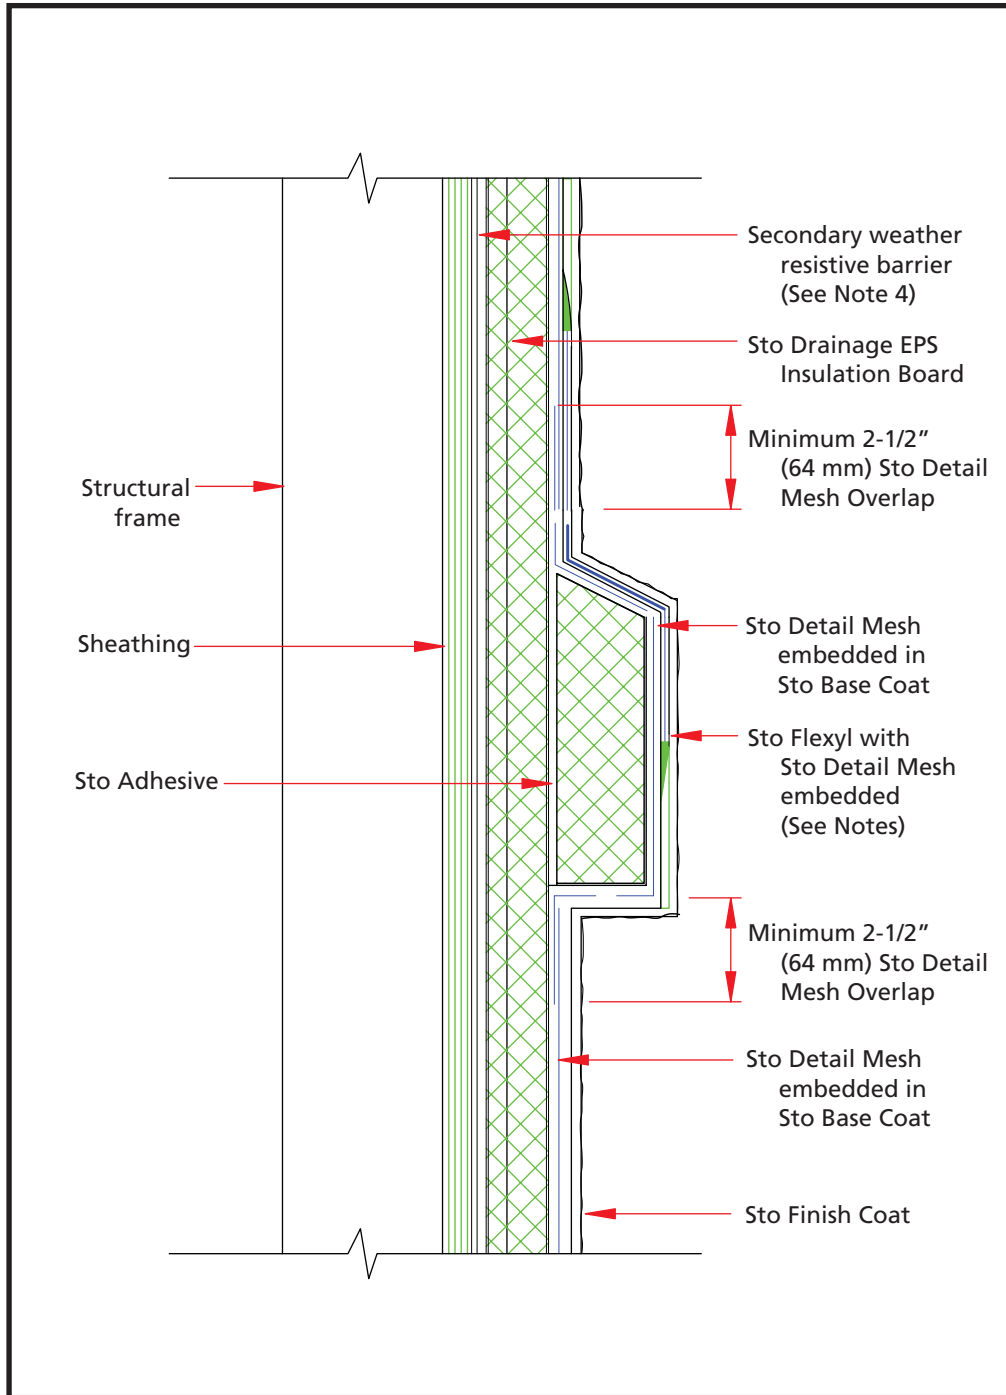 Secondary weather
resistive barrier
(See Note 4)
Sto Drainage EPS
Insulation Board
Minimum 2-1/2”
(64 mm) Sto Detail
Mesh Overlap
Structural
frame
Sheathing
Sto Adhesive
Sto Detail Mesh
embedded in
Sto Base Coat
Sto Flexyl with
Sto Detail Mesh
embedded
(See Notes)
Minimum 2-1/2”
(64 mm) Sto Detail
Mesh Overlap
Sto Detail Mesh
embedded in
Sto Base Coat
Sto Finish Coat